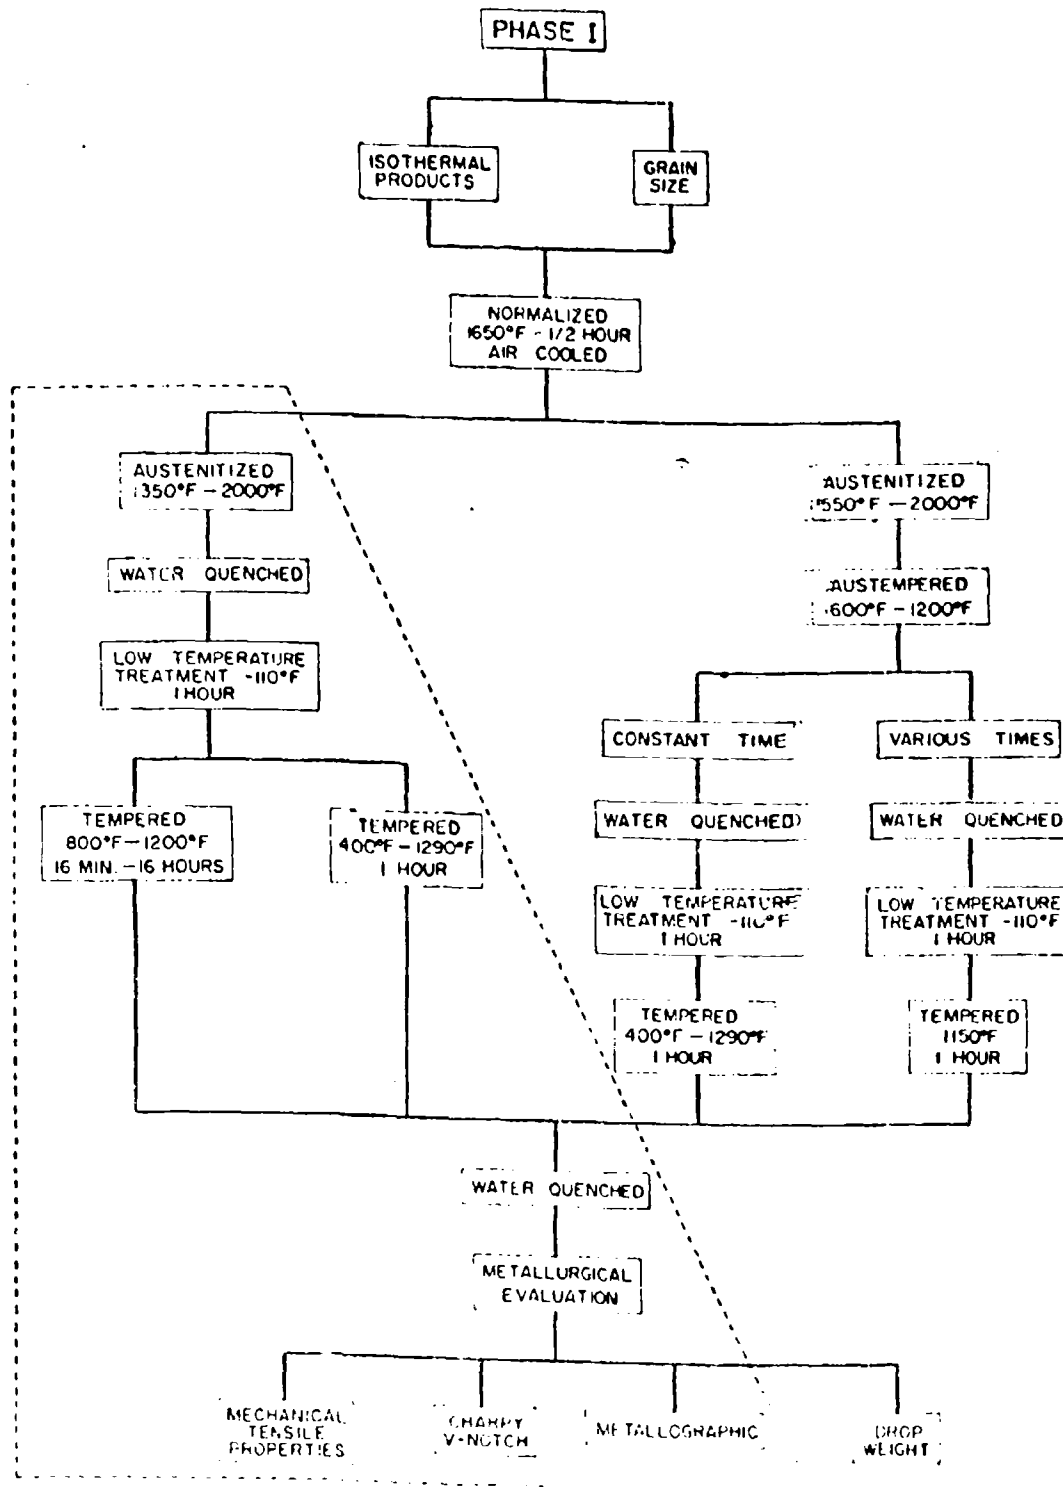 PHASE I
ISOTHERMAL
PRODUCTS
GRAIN
SIZE
NORMALIZED
1650°F - 1/2 HOUR
AIR COOLED
AUSTENITIZED
1350°F - 2000°F
WATER QUENCHED
LOW TEMPERATURE
TREATMENT -110°F
1 HOUR
TEMPERED
800°F - 1200°F
16 MIN. - 16 HOURS
TEMPERED
400°F - 1290°F
1 HOUR
AUSTENITIZED
1550°F - 2000°F
AUSTEMPERED
600°F - 1200°F
CONSTANT TIME
WATER QUENCHED
LOW TEMPERATURE
TREATMENT -110°F
1 HOUR
TEMPERED
400°F - 1290°F
1 HOUR
VARIOUS TIMES
WATER QUENCHED
LOW TEMPERATURE
TREATMENT -110°F
1 HOUR
TEMPERED
1150°F
1 HOUR
WATER QUENCHED
METALLURGICAL
EVALUATION
MECHANICAL
TENSILE
PROPERTIES
CHARPY
V-NOTCH
METALLOGRAPHIC
DROP
WEIGHT